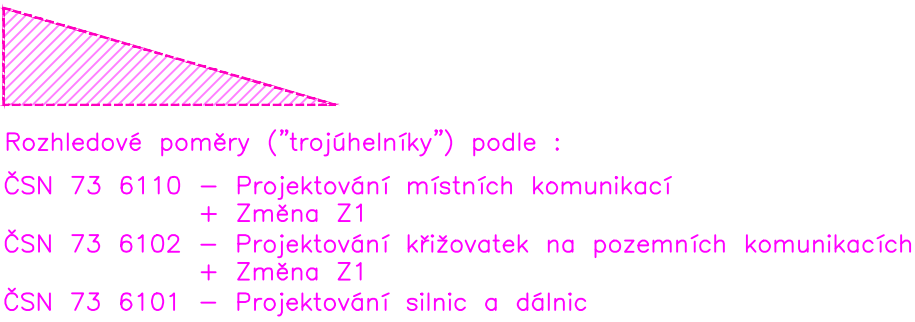 Rozhledové poměry ("trojúhelníky") podle :
ČSN 73 6110 – Projektování místních komunikací
+ Změna Z1
ČSN 73 6102 – Projektování křižovatek na pozemních komunikacích
+ Změna Z1
ČSN 73 6101 – Projektování silnic a dálnic